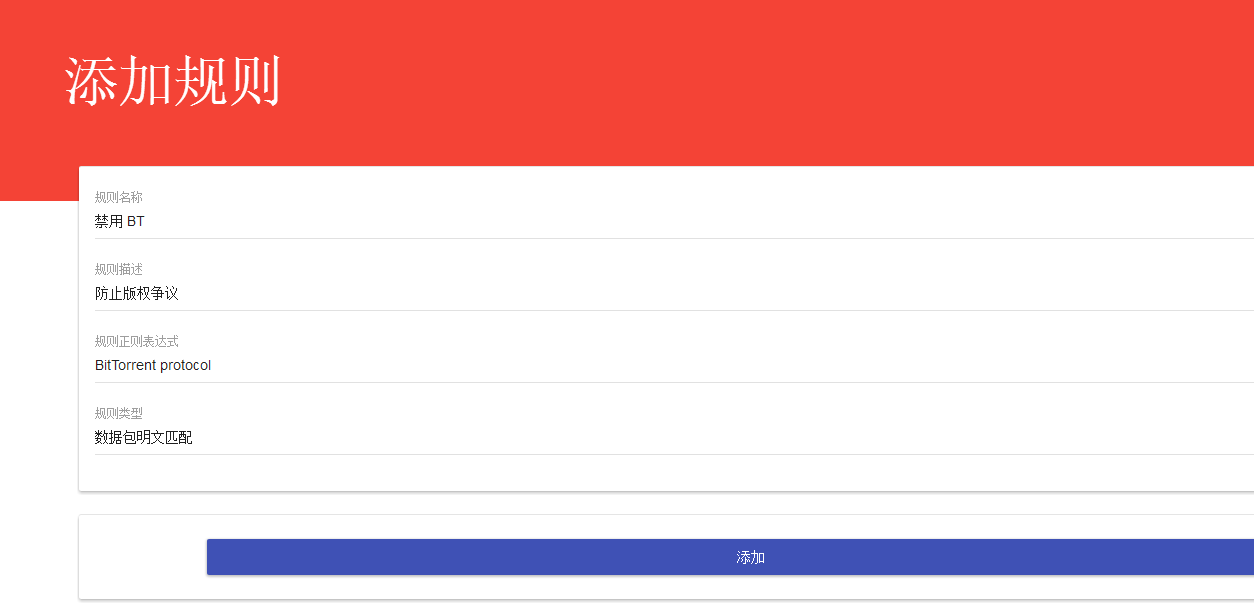 添加规则
规则名称
禁用 BT
规则描述
防止版权争议
规则正则表达式
BitTorrent protocol
规则类型
数据包明文匹配
添加